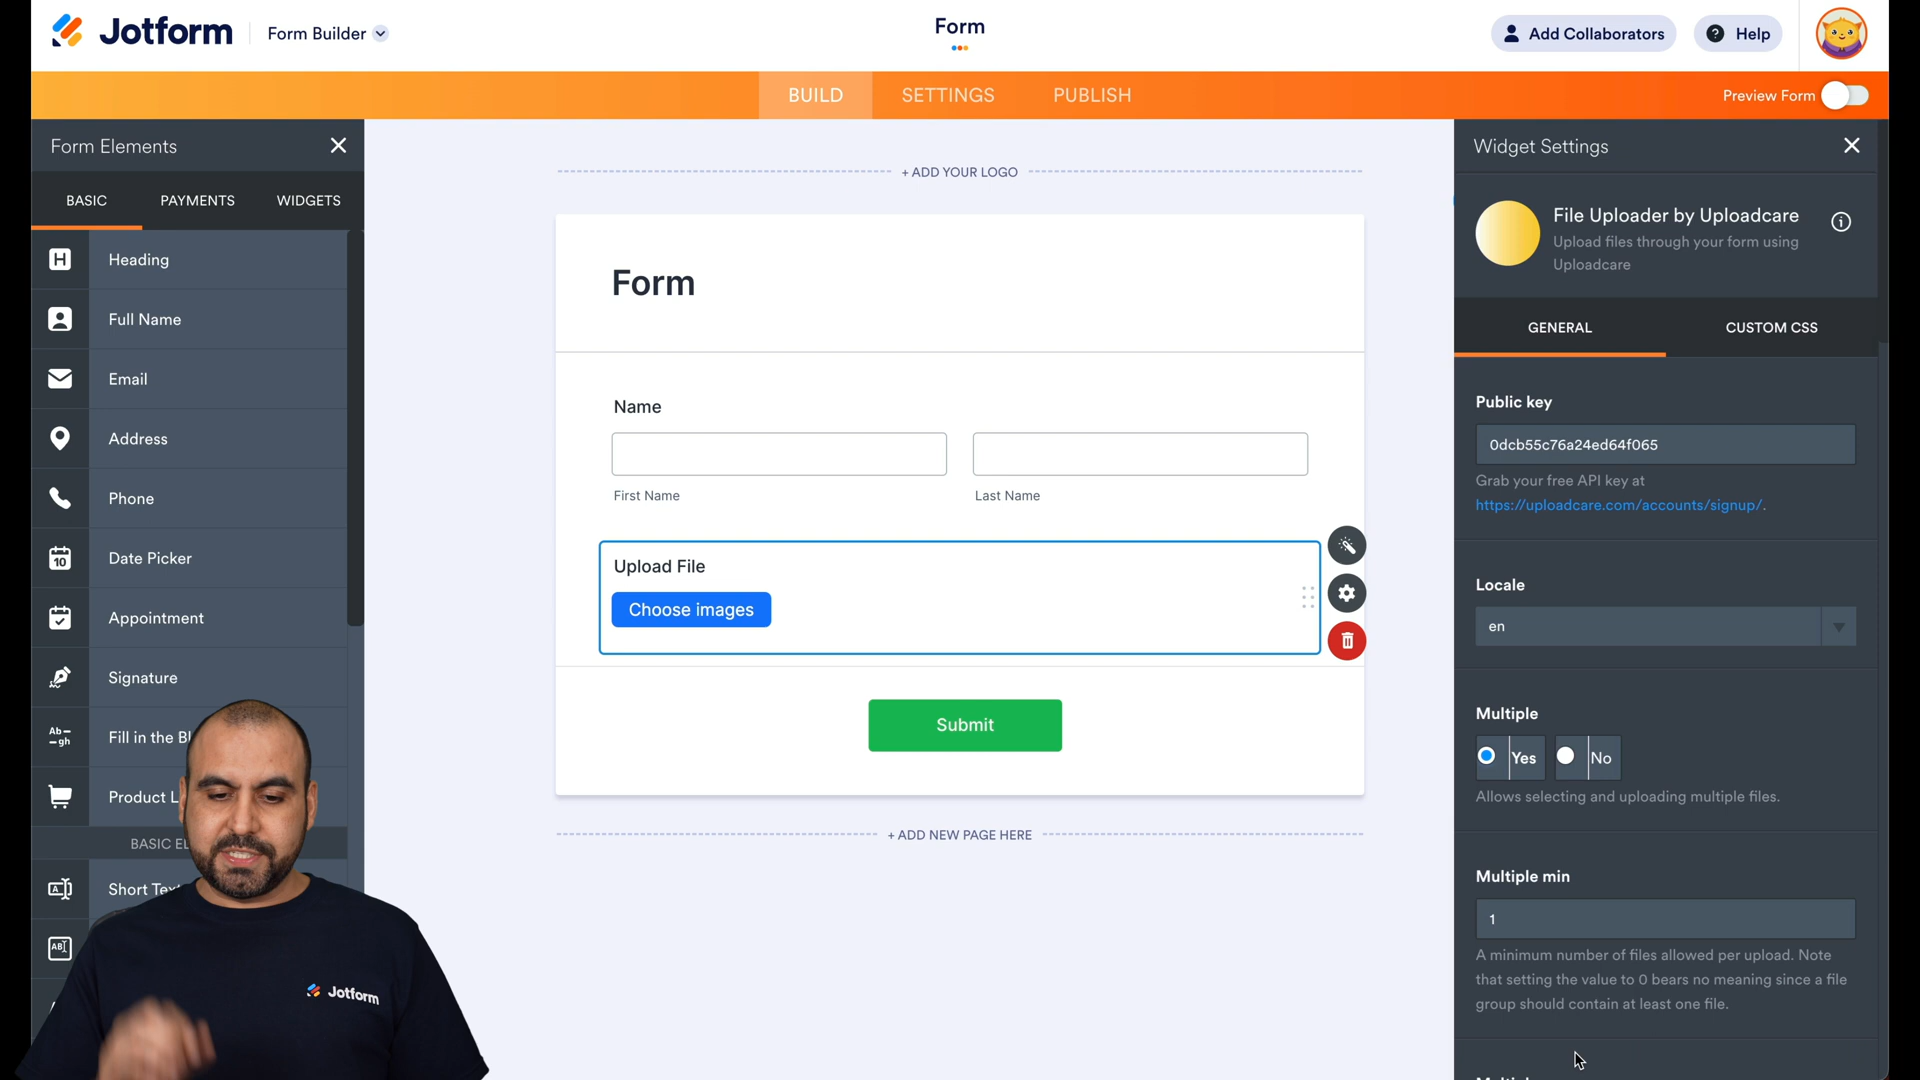 Jotform
Form Builder
Form
Add Collaborators
? Help
BUILD
SETTINGS
PUBLISH
Preview Form
Form Elements
BASIC
PAYMENTS
WIDGETS
H Heading
Full Name
Email
Address
Phone
10 Date Picker
Appointment
Signature
Ab
gh
Fill in the Bl
Product L
BASIC EL
Short Tex
+ ADD YOUR LOGO
Form
Name
First Name
Last Name
Upload File
Choose images
Submit
+ ADD NEW PAGE HERE
Widget Settings
File Uploader by Uploadcare
Upload files through your form using
Uploadcare
GENERAL
CUSTOM CSS
Public key
0dcb55c76a24ed64f065
Grab your free API key at
https://uploadcare.com/accounts/signup/.
Locale
en
Multiple
Yes
No
Allows selecting and uploading multiple files.
Multiple min
1
A minimum number of files allowed per upload. Note
that setting the value to 0 bears no meaning since a file
group should contain at least one file.
Jotform